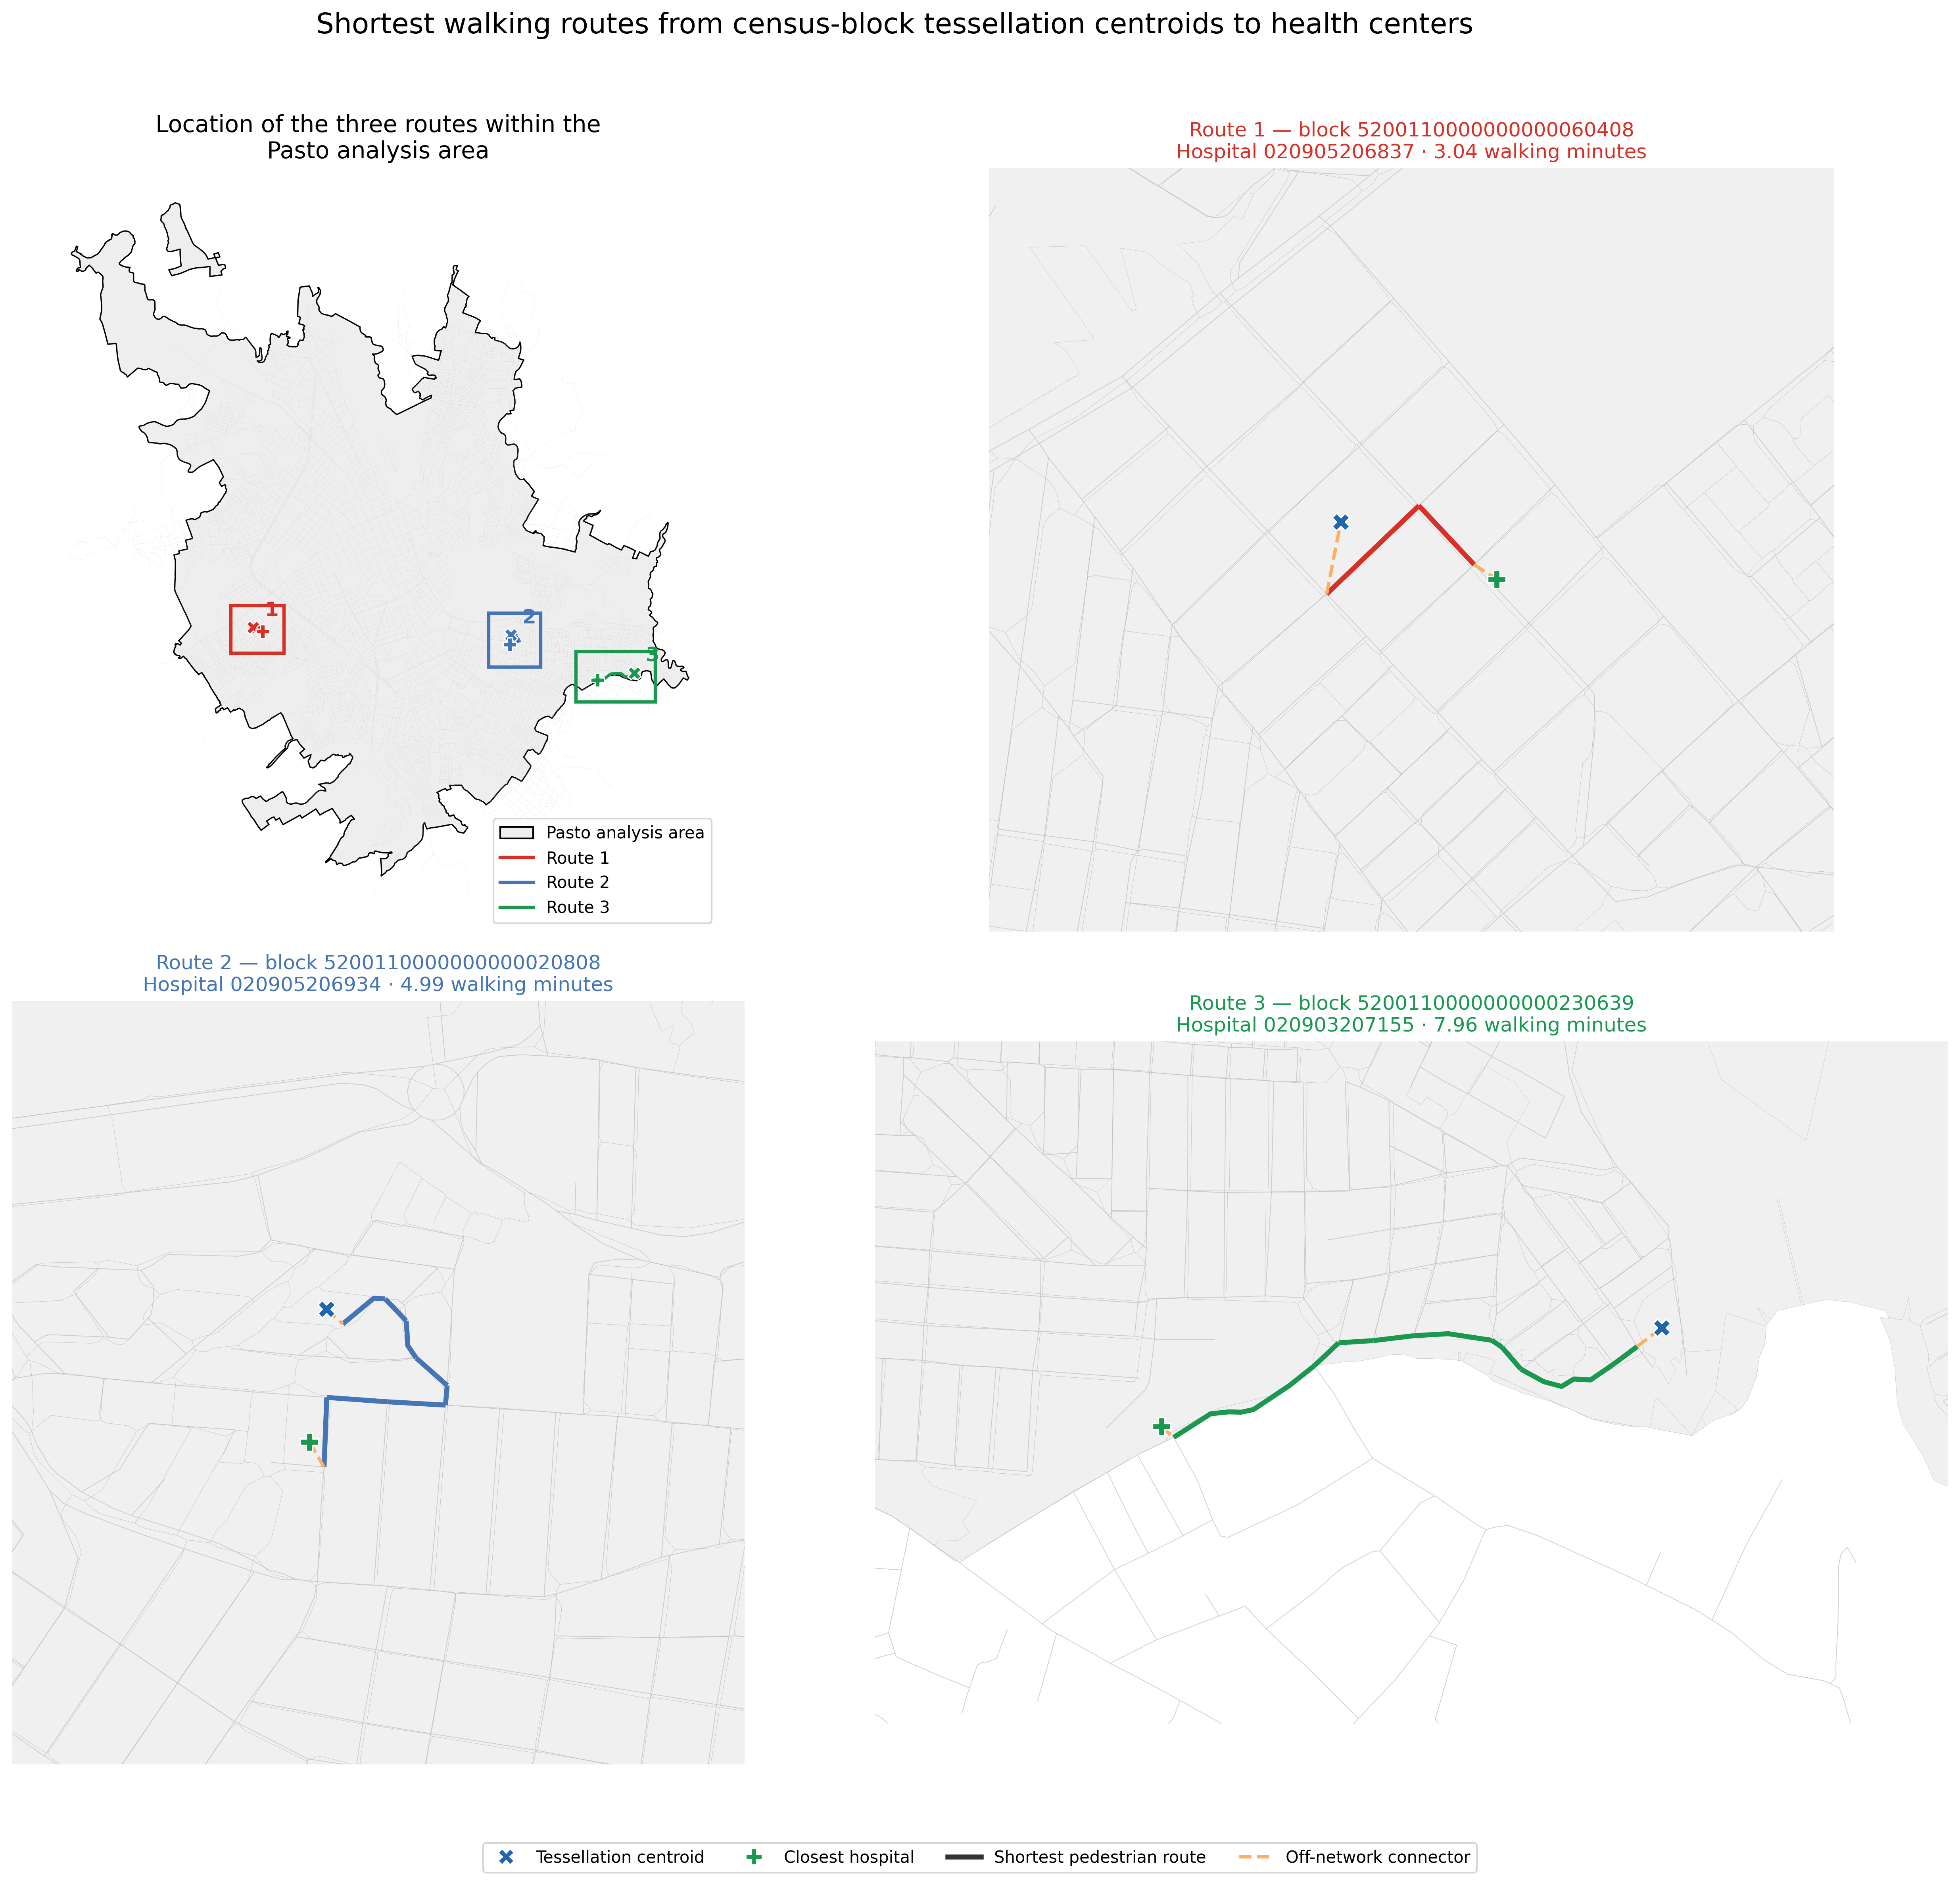 Shortest walking routes from census-block tessellation centroids to health centers
Location of the three routes within the
Pasto analysis area
1
2
3
Pasto analysis area
Route 1
Route 2
Route 3
Route 1 — block 5200110000000000060408
Hospital 020905206837 · 3.04 walking minutes
Route 2 — block 5200110000000000020808
Hospital 020905206934 · 4.99 walking minutes
Route 3 — block 5200110000000000230639
Hospital 020903207155 · 7.96 walking minutes
Tessellation centroid
Closest hospital
Shortest pedestrian route
Off-network connector